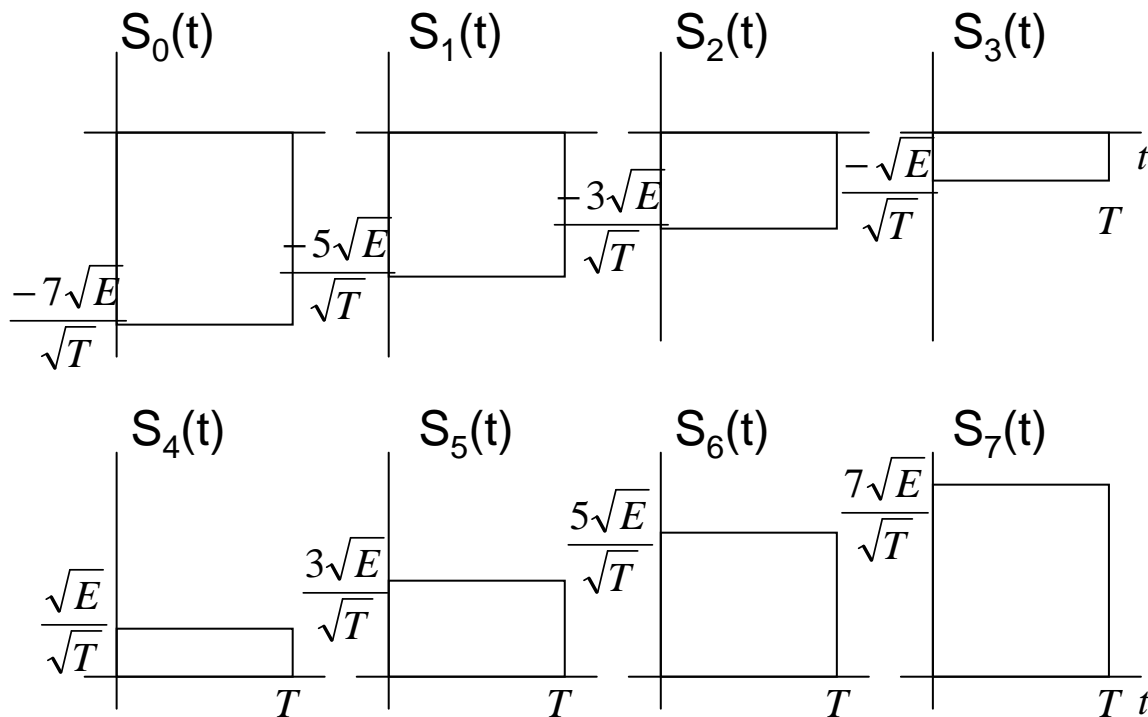 S₀(t) S₁(t) S₂(t) S₃(t)
-7√E/√T -5√E/√T -3√E/√T -√E/√T t
T
S₄(t) S₅(t) S₆(t) S₇(t)
√E/√T 3√E/√T 5√E/√T 7√E/√T
T T T T t